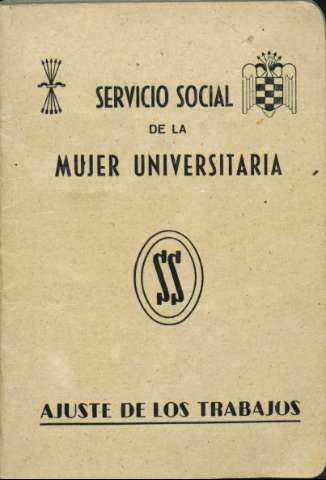 SERVICIO SOCIAL
DE LA
MUJER UNIVERSITARIA
SS
AJUSTE DE LOS TRABAJOS